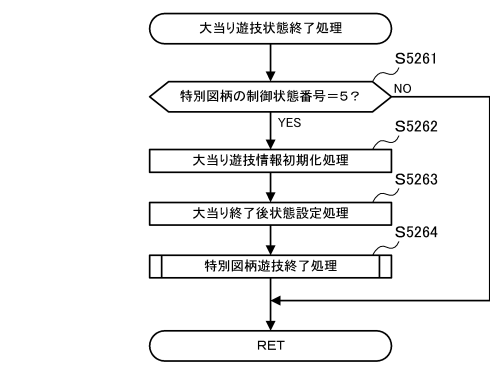 大当り遊技状態終了処理
S5261
特別図柄の制御状態番号＝５？
NO
YES
S5262
大当り遊技情報初期化処理
S5263
大当り終了後状態設定処理
S5264
特別図柄遊技終了処理
RET